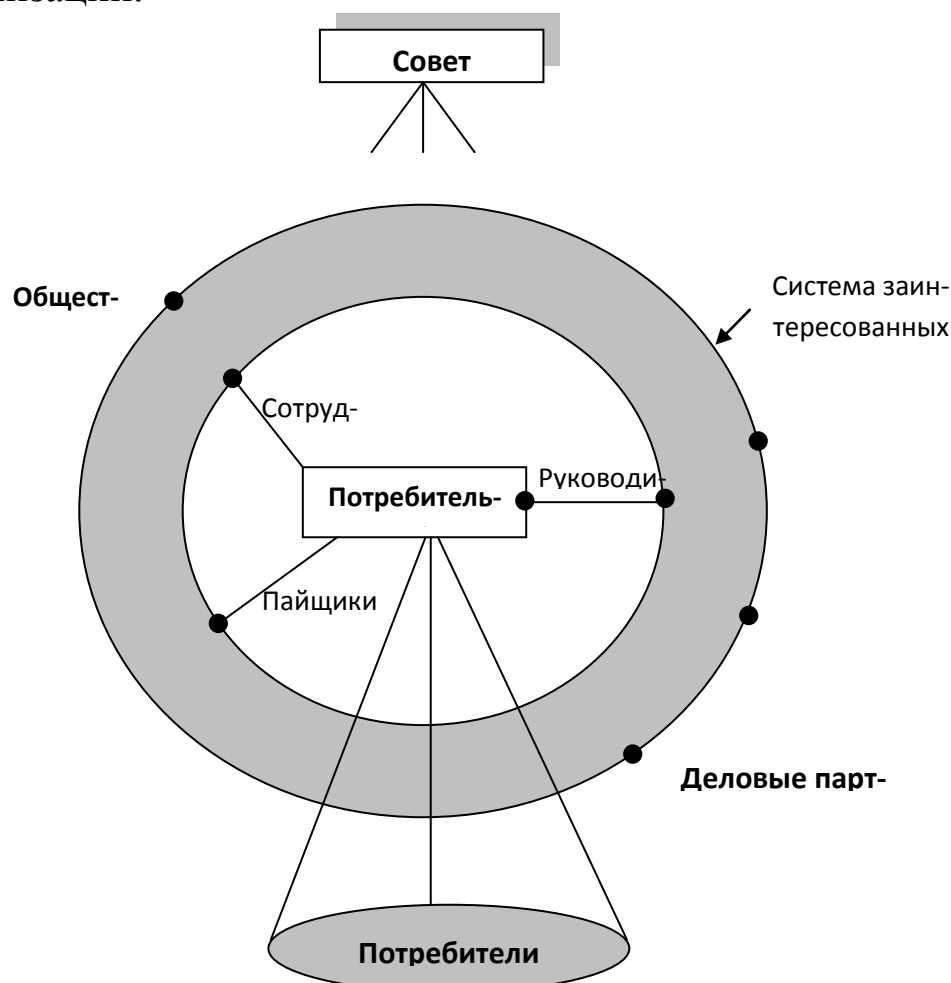 Совет
Общест-
Система заин-
тересованных
Сотруд-
Руководи-
Потребитель-
Пайщики
Деловые парт-
Потребители